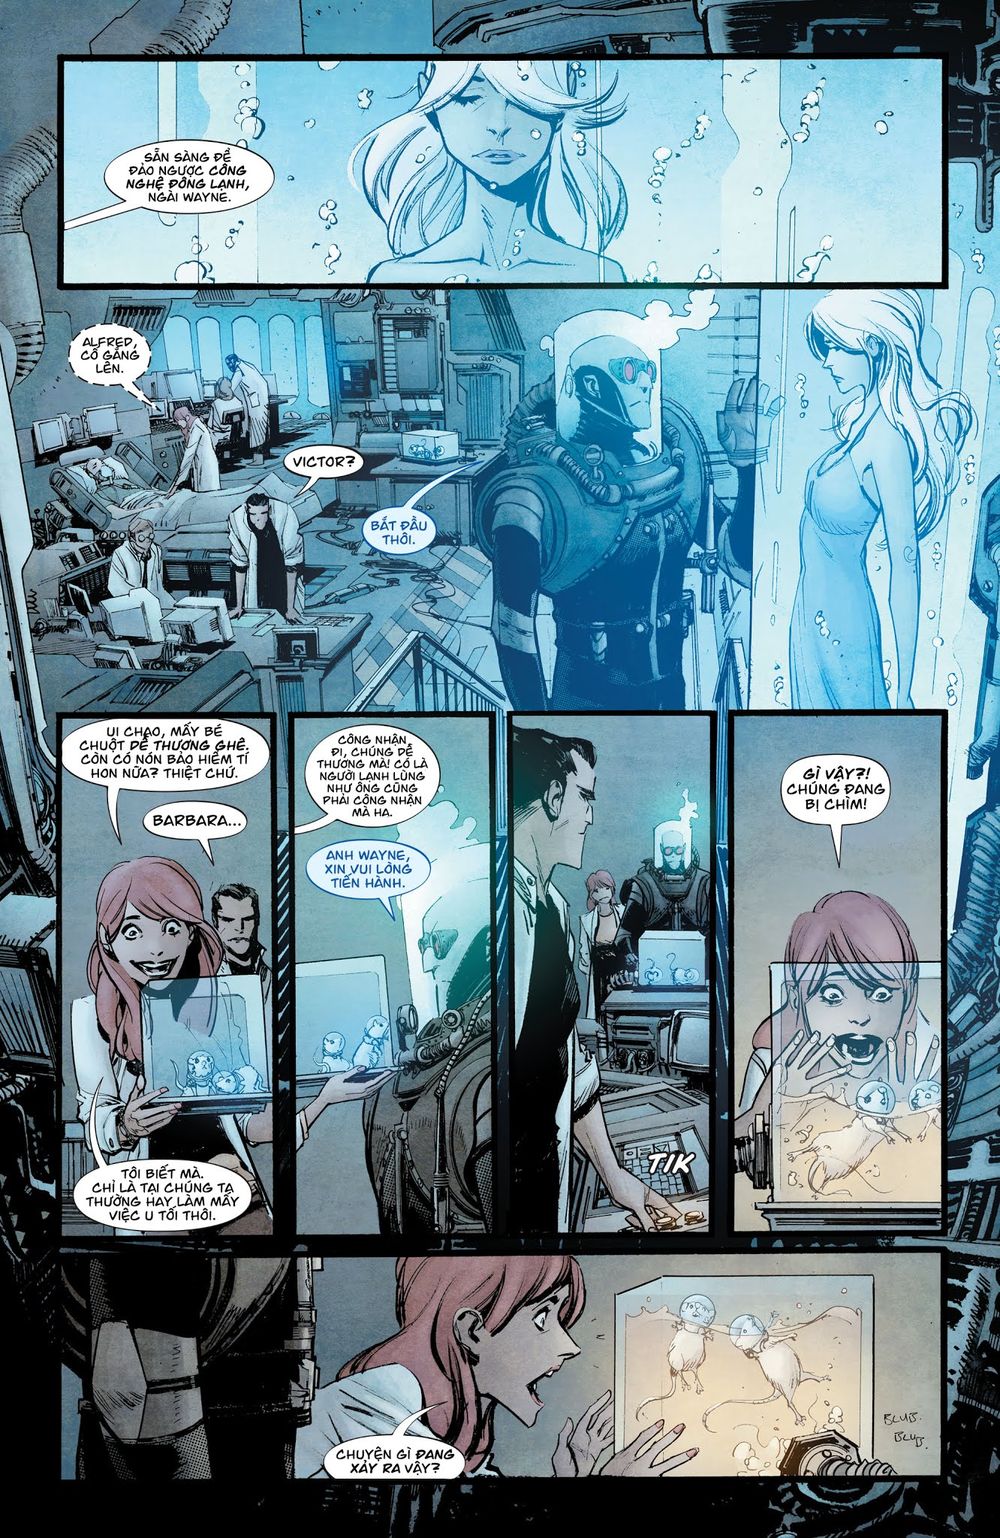 SẴN SÀNG ĐỂ
ĐẢO NGƯỢC CÔNG
NGHỆ ĐÔNG LẠNH,
NGÀI WAYNE.
ALFRED,
CỐ GẮNG
LÊN.
VICTOR?
BẮT ĐẦU
THÔI.
UI CHAO, MẤY BÉ
CHUỘT DỄ THƯƠNG GHÊ.
CÒN CÓ NÓN BẢO HIỂM TÍ
HON NỮA? THIỆT CHỨ.
BARBARA...
TÔI BIẾT MÀ.
CHỈ LÀ TẠI CHÚNG TA
THƯỜNG HAY LÀM MẤY
VIỆC U TỐI THÔI.
CÔNG NHẬN
ĐI, CHÚNG DỄ
THƯƠNG MÀ! CÓ LÀ
NGƯỜI LẠNH LÙNG
NHƯ ÔNG CŨNG
PHẢI CÔNG NHẬN
MÀ HA.
ANH WAYNE,
XIN VUI LÒNG
TIẾN HÀNH.
TIK
GÌ VẬY?!
CHÚNG ĐANG
BỊ CHÌM!
CHUYỆN GÌ ĐANG
XẢY RA VẬY?
BLUB.
BLUB.